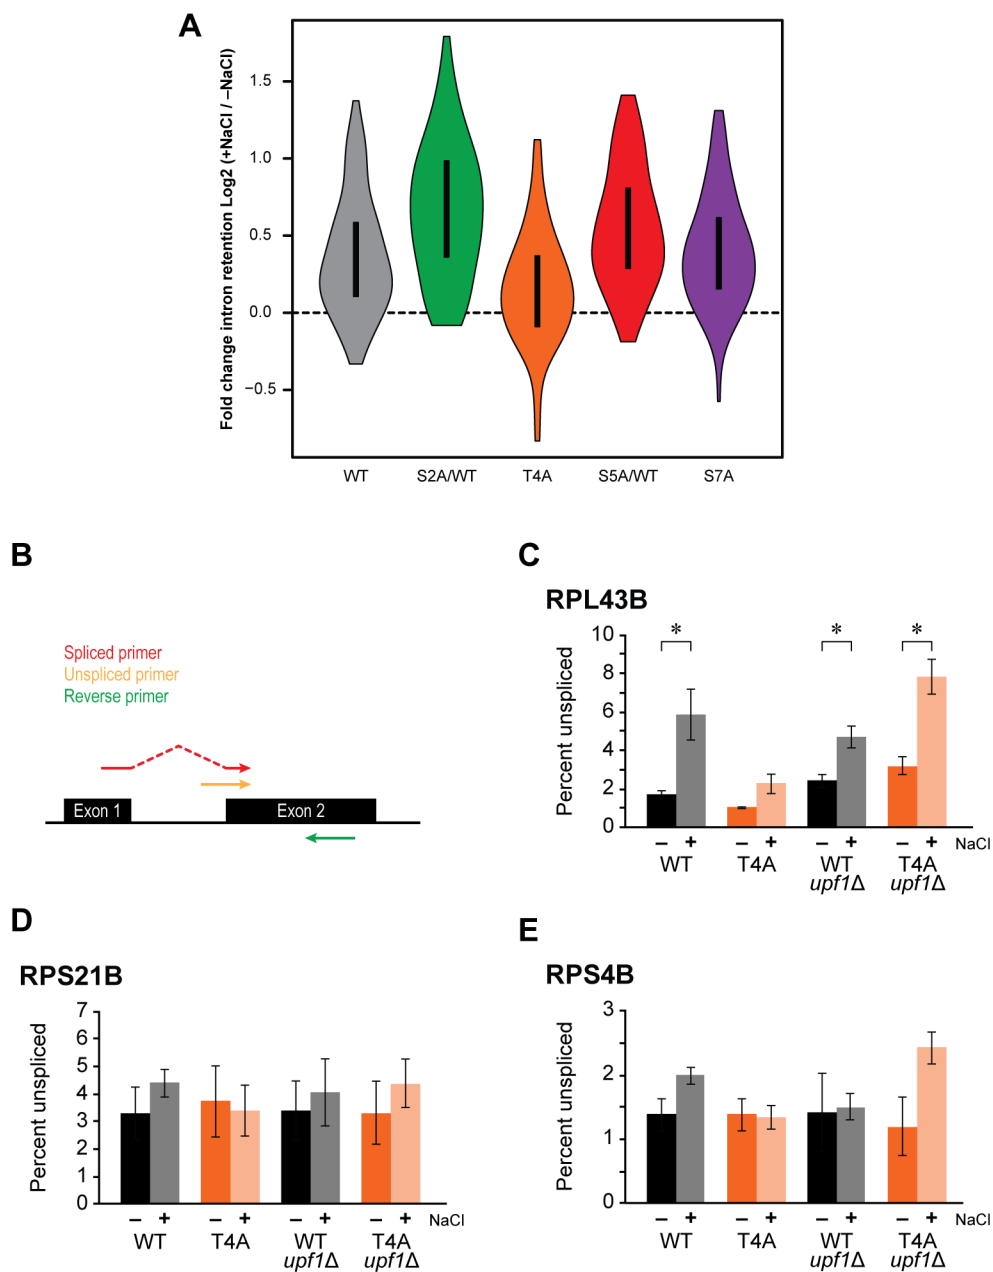 A
Fold change intron retention Log2 (+NaCl / –NaCl)
1.5
1.0
0.5
0.0
−0.5
WT S2A/WT T4A S5A/WT S7A
B
Spliced primer
Unspliced primer
Reverse primer
Exon 1 Exon 2
C
RPL43B
Percent unspliced
10
8
6
4
2
0
* * *
– + – + – + – + NaCl
WT T4A WT T4A
upf1Δ upf1Δ
D
RPS21B
Percent unspliced
7
6
5
4
3
2
1
0
– + – + – + – + NaCl
WT T4A WT T4A
upf1Δ upf1Δ
E
RPS4B
Percent unspliced
3
2
1
0
– + – + – + – + NaCl
WT T4A WT T4A
upf1Δ upf1Δ